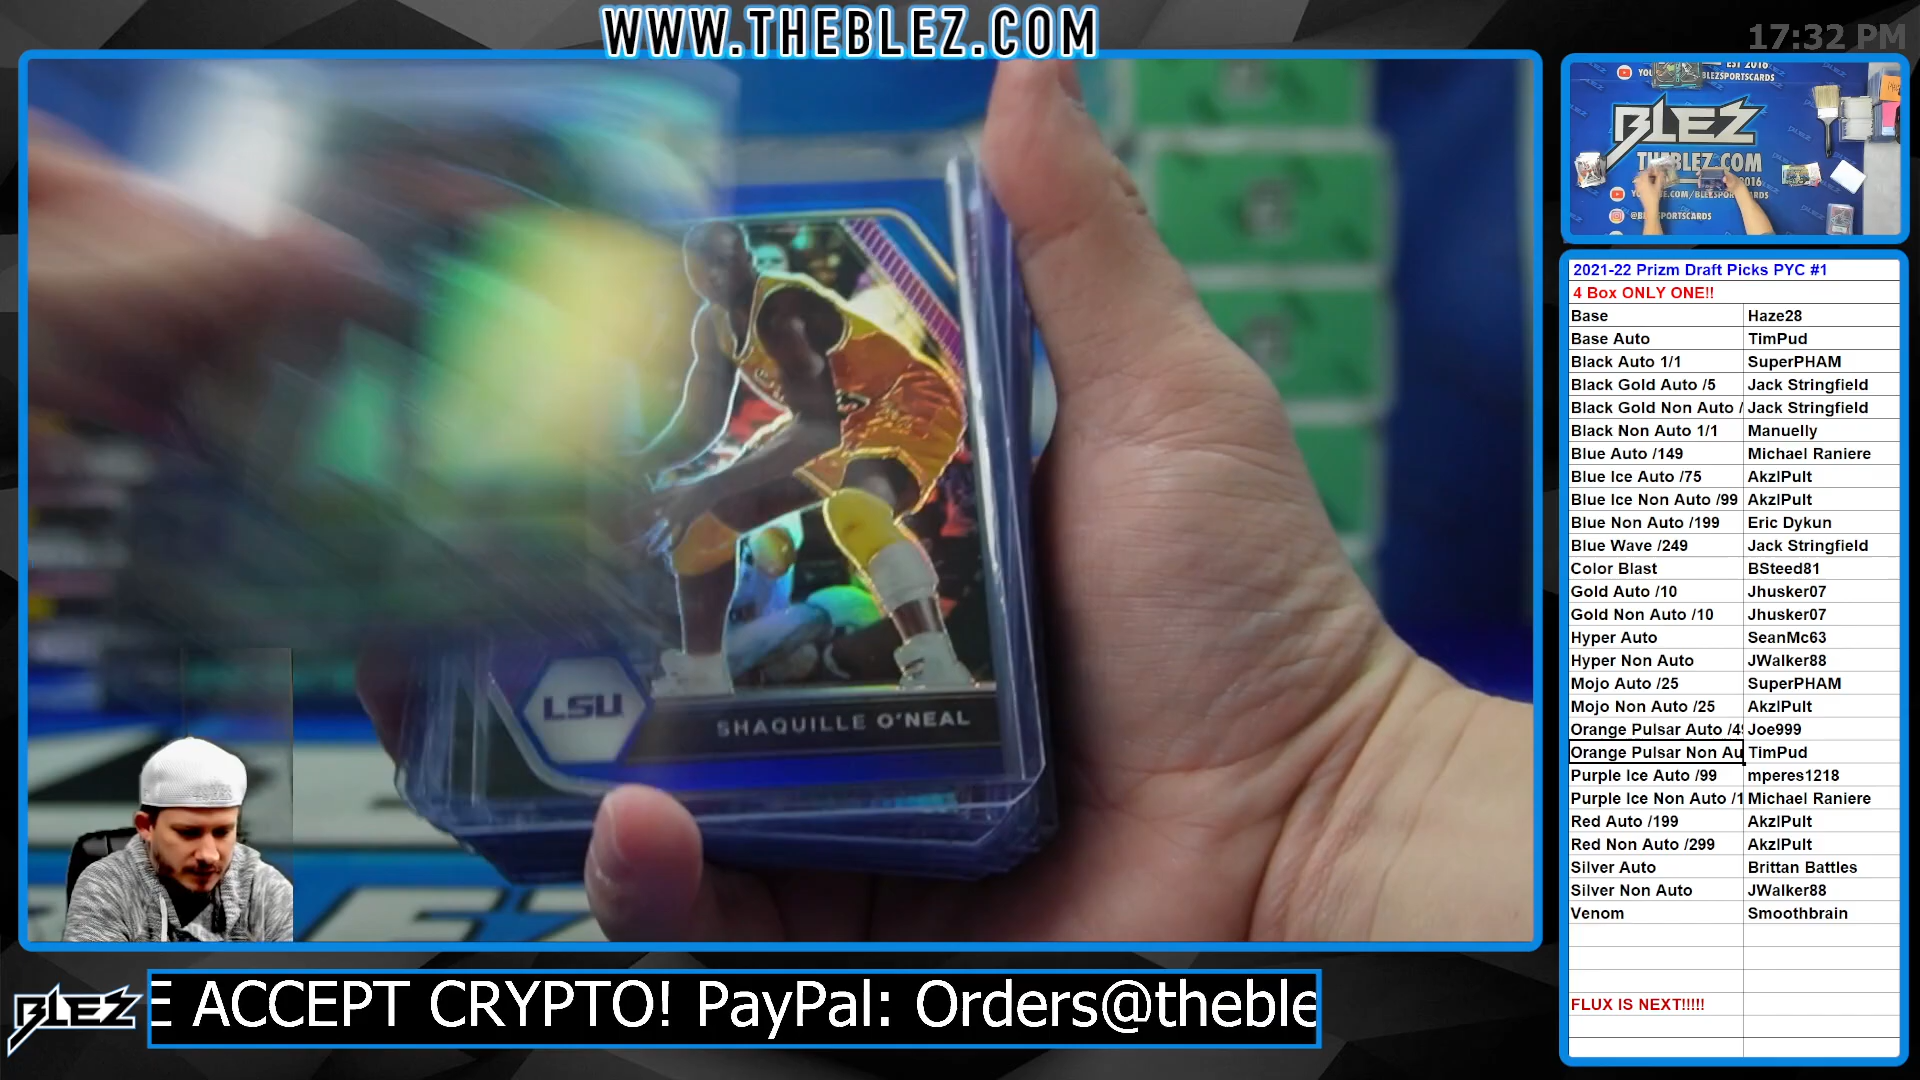 WWW.THEBLEZ.COM
17:32 PM
EST 2016
BLEZSPORTSCARDS
BLEZ
THEBLEZ.COM
2016
@BLEZSPORTSCARDS
2021-22 Prizm Draft Picks PYC #1
4 Box ONLY ONE!!
Base Haze28
Base Auto TimPud
Black Auto 1/1 SuperPHAM
Black Gold Auto /5 Jack Stringfield
Black Gold Non Auto / Jack Stringfield
Black Non Auto 1/1 Manuelly
Blue Auto /149 Michael Raniere
Blue Ice Auto /75 AkzlPult
Blue Ice Non Auto /99 AkzlPult
Blue Non Auto /199 Eric Dykun
Blue Wave /249 Jack Stringfield
Color Blast BSteed81
Gold Auto /10 Jhusker07
Gold Non Auto /10 Jhusker07
Hyper Auto SeanMc63
Hyper Non Auto JWalker88
Mojo Auto /25 SuperPHAM
Mojo Non Auto /25 AkzlPult
Orange Pulsar Auto /4 Joe999
Orange Pulsar Non Au TimPud
Purple Ice Auto /99 mperes1218
Purple Ice Non Auto /1 Michael Raniere
Red Auto /199 AkzlPult
Red Non Auto /299 AkzlPult
Silver Auto Brittan Battles
Silver Non Auto JWalker88
Venom Smoothbrain
FLUX IS NEXT!!!!!
LSU
SHAQUILLE O'NEAL
BLEZ
E ACCEPT CRYPTO! PayPal: Orders@theble